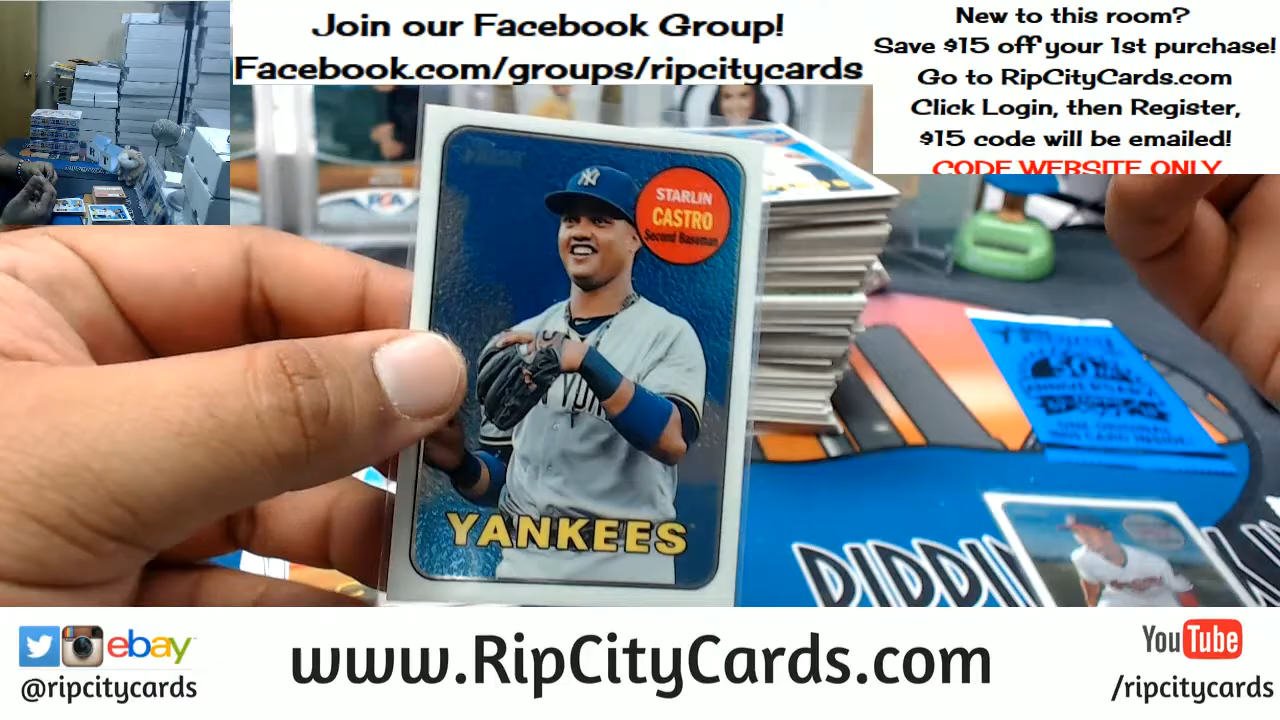 Join our Facebook Group!
Facebook.com/groups/ripcitycards
New to this room?
Save $15 off your 1st purchase!
Go to RipCityCards.com
Click Login, then Register,
$15 code will be emailed!
CODE WEBSITE ONLY
PSA
STARLIN
CASTRO
Second Baseman
YANKEES
ebay
@ripcitycards
www.RipCityCards.com
YouTube
/ripcitycards